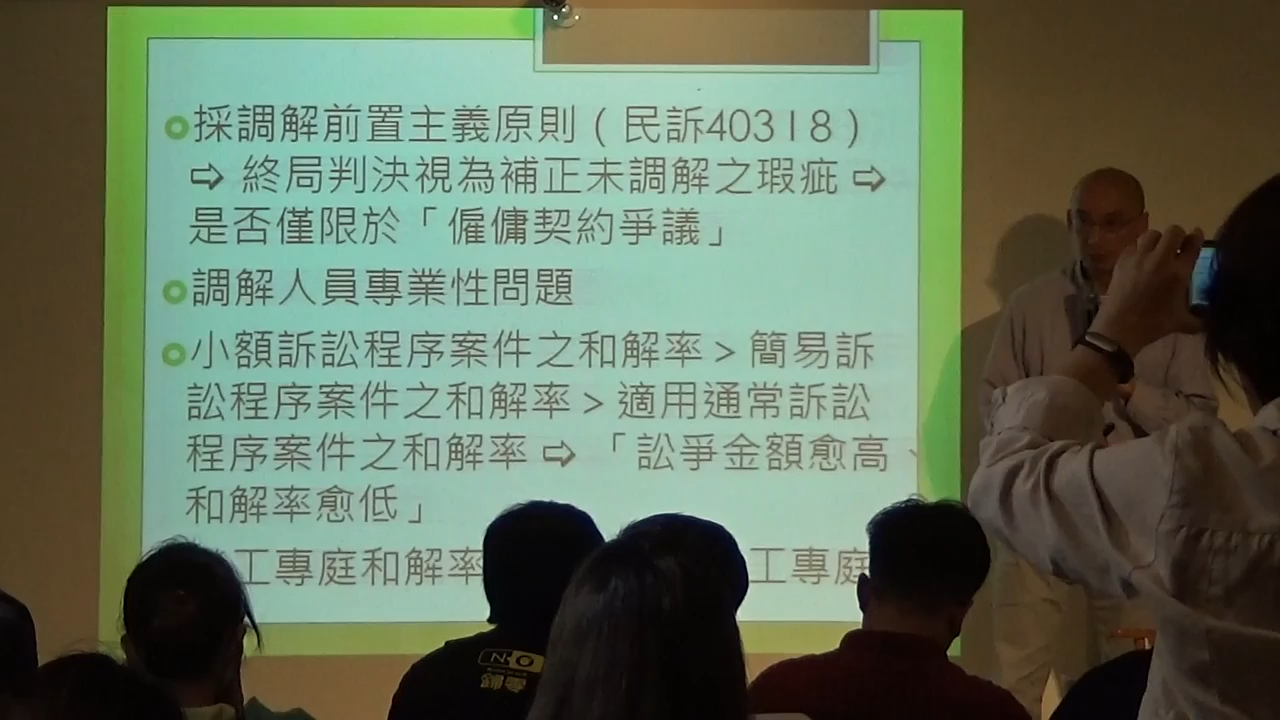 採調解前置主義原則（民訴403Ⅰ8）
⇨ 終局判決視為補正未調解之瑕疵 ⇨
是否僅限於「僱傭契約爭議」
調解人員專業性問題
小額訴訟程序案件之和解率 > 簡易訴
訟程序案件之和解率 > 適用通常訴訟
程序案件之和解率 ⇨ 「訟爭金額愈高、
和解率愈低」
工專庭和解率 工專庭
NO